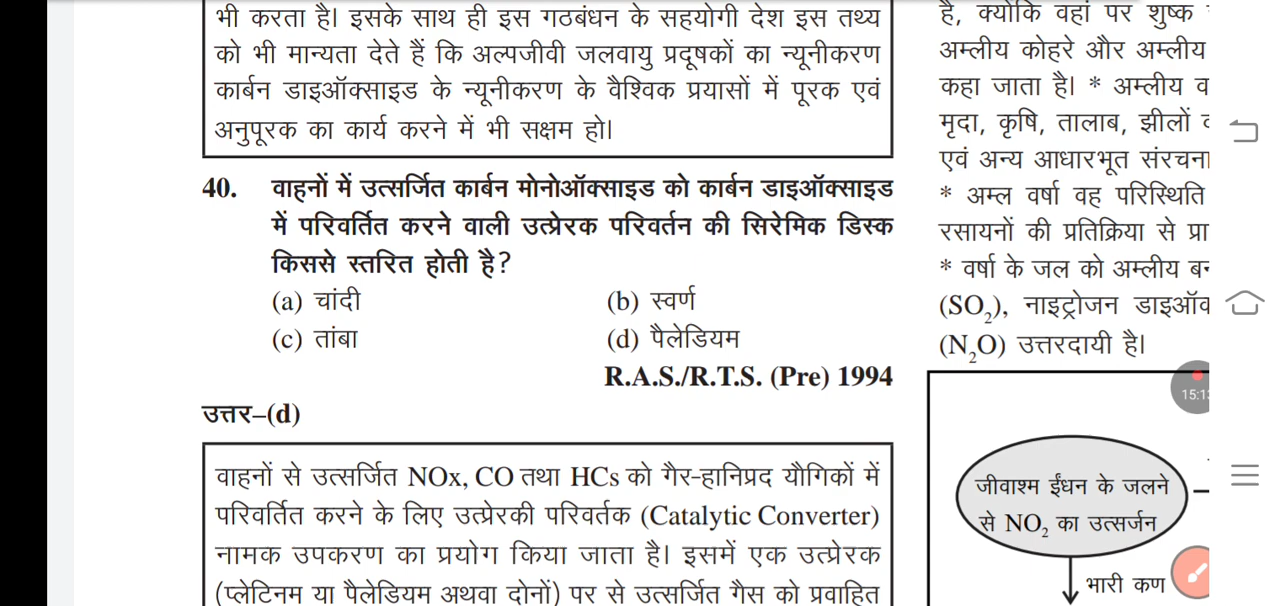 भी करता है। इसके साथ ही इस गठबंधन के सहयोगी देश इस तथ्य
को भी मान्यता देते हैं कि अल्पजीवी जलवायु प्रदूषकों का न्यूनीकरण
कार्बन डाइऑक्साइड के न्यूनीकरण के वैश्विक प्रयासों में पूरक एवं
अनुपूरक का कार्य करने में भी सक्षम हो।
40. वाहनों में उत्सर्जित कार्बन मोनोऑक्साइड को कार्बन डाइऑक्साइड
में परिवर्तित करने वाली उत्प्रेरक परिवर्तन की सिरेमिक डिस्क
किससे स्तरित होती है?
(a) चांदी (b) स्वर्ण
(c) तांबा (d) पैलेडियम
R.A.S./R.T.S. (Pre) 1994
उत्तर–(d)
वाहनों से उत्सर्जित NOx, CO तथा HCs को गैर-हानिप्रद यौगिकों में
परिवर्तित करने के लिए उत्प्रेरकी परिवर्तक (Catalytic Converter)
नामक उपकरण का प्रयोग किया जाता है। इसमें एक उत्प्रेरक
(प्लेटिनम या पैलेडियम अथवा दोनों) पर से उत्सर्जित गैस को प्रवाहित
है, क्योकि वहां पर शुष्क
अम्लीय कोहरे और अम्लीय
कहा जाता है। * अम्लीय
मृदा, कृषि, तालाब, झीलों
एवं अन्य आधारभूत
* अम्ल वर्षा वह परिस्थिति
रसायनों की प्रतिक्रिया से
* वर्षा के जल को अम्लीय
(SO₂), नाइट्रोजन
(N₂O) उत्तरदायी है।
जीवाश्म ईंधन के जलने
से NO₂ का उत्सर्जन
भारी कण